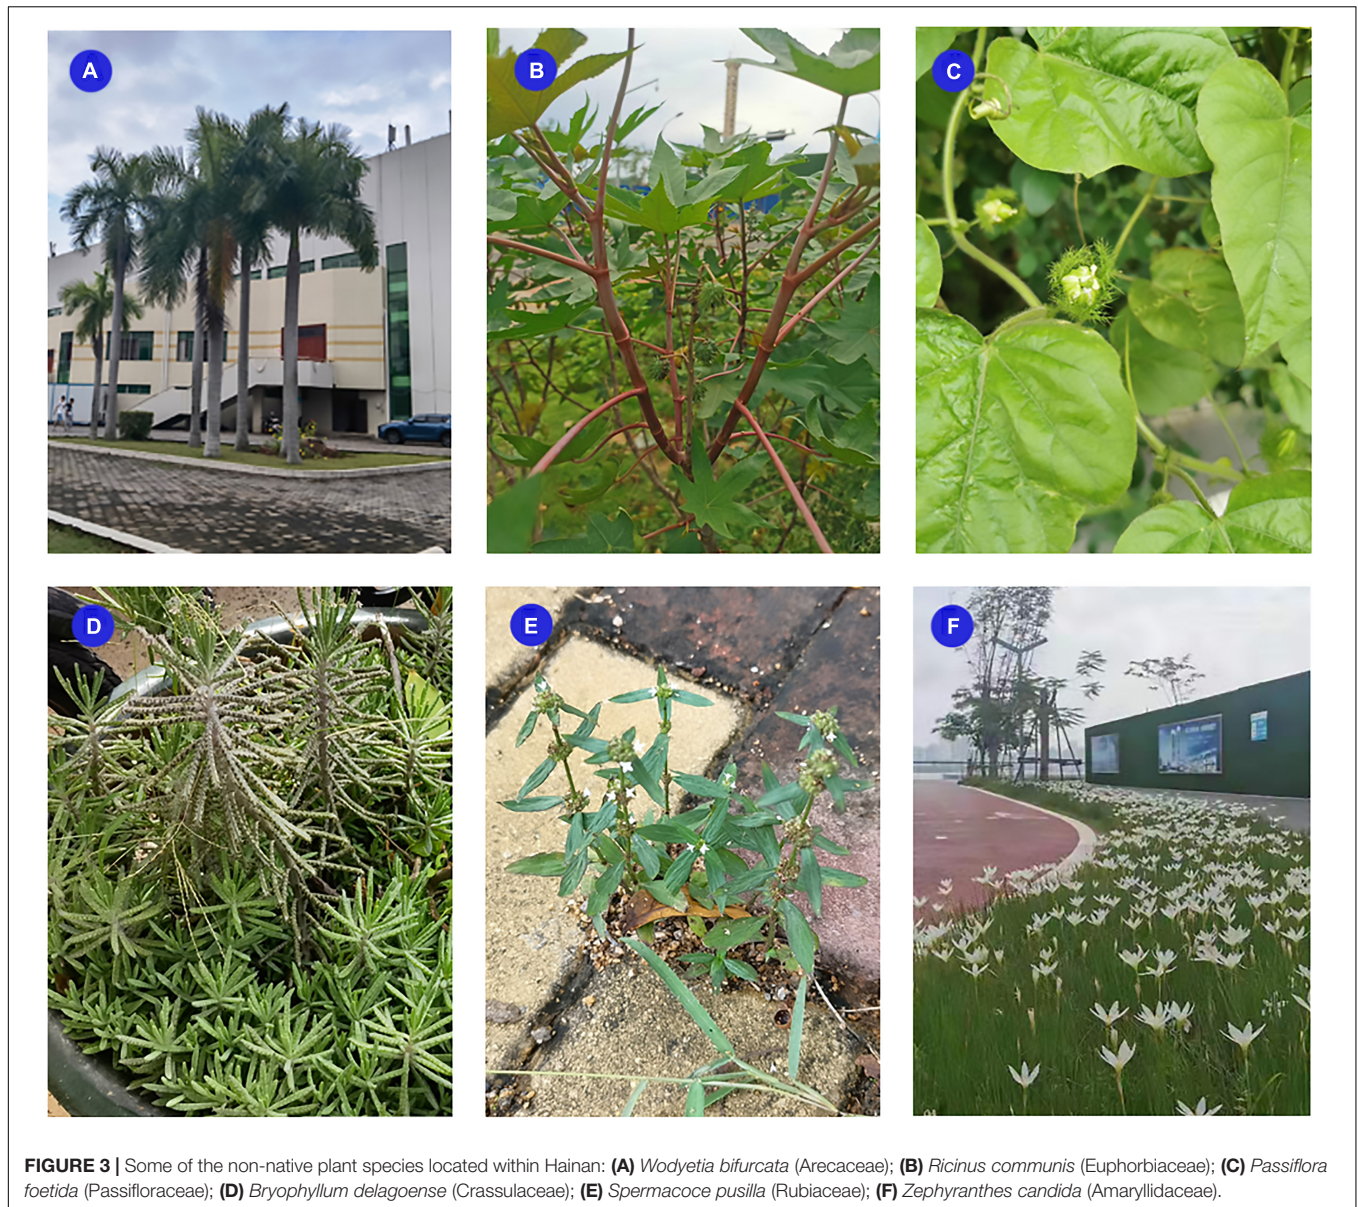 A
B
C
D
E
F
FIGURE 3 | Some of the non-native plant species located within Hainan: (A) Wodyetia bifurcata (Arecaceae); (B) Ricinus communis (Euphorbiaceae); (C) Passiflora
foetida (Passifloraceae); (D) Bryophyllum delagoense (Crassulaceae); (E) Spermacoce pusilla (Rubiaceae); (F) Zephyranthes candida (Amaryllidaceae).